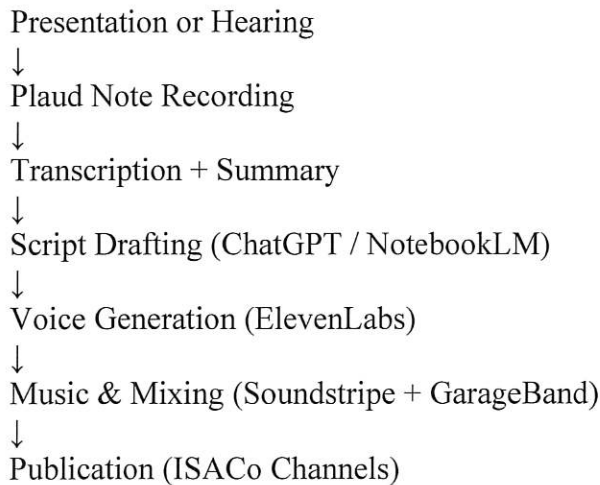 Presentation or Hearing
↓
Plaud Note Recording
↓
Transcription + Summary
↓
Script Drafting (ChatGPT / NotebookLM)
↓
Voice Generation (ElevenLabs)
↓
Music & Mixing (Soundstripe + GarageBand)
↓
Publication (ISACo Channels)